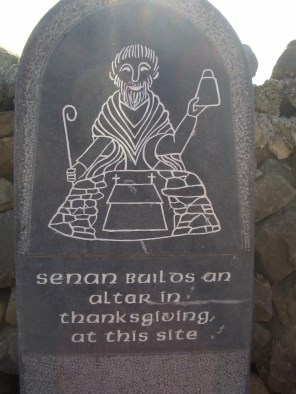 Senan Builds an
altar in
thanksgiving
at this site